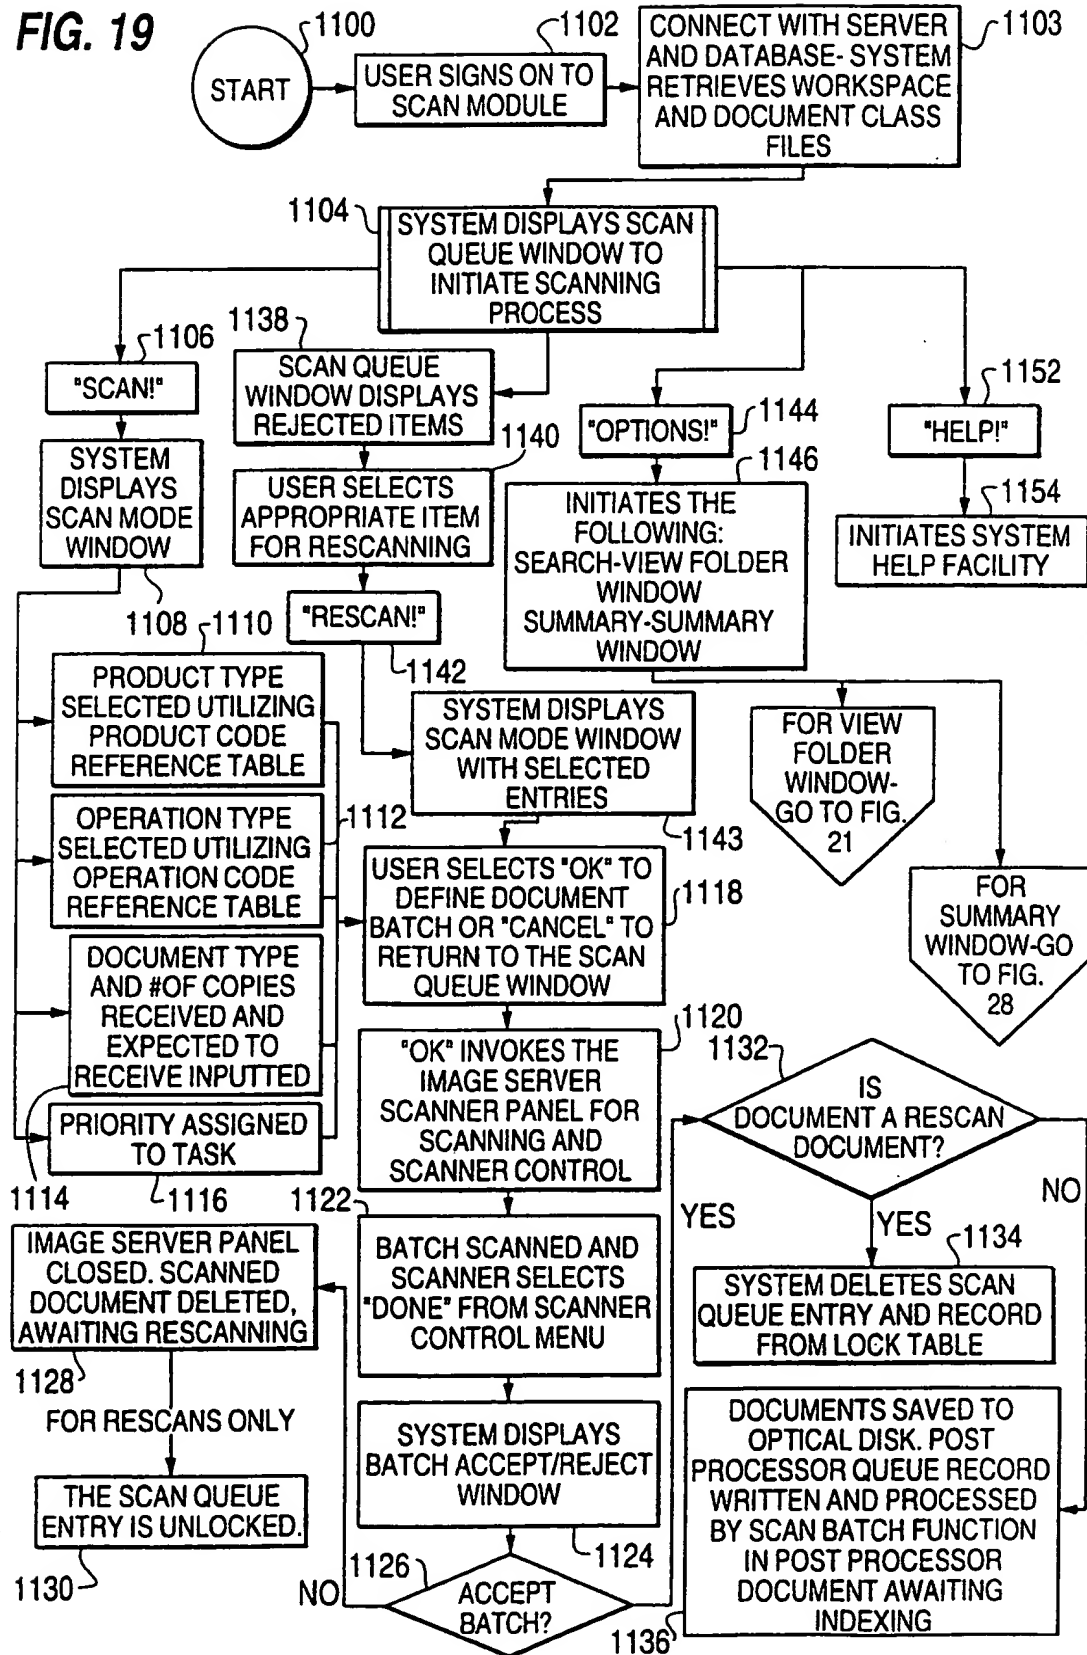 FIG. 19
1100
START
1102
USER SIGNS ON TO
SCAN MODULE
1103
CONNECT WITH SERVER
AND DATABASE- SYSTEM
RETRIEVES WORKSPACE
AND DOCUMENT CLASS
FILES
1104
SYSTEM DISPLAYS SCAN
QUEUE WINDOW TO
INITIATE SCANNING
PROCESS
1106
"SCAN!"
SYSTEM
DISPLAYS
SCAN MODE
WINDOW
1108
1138
SCAN QUEUE
WINDOW DISPLAYS
REJECTED ITEMS
1140
USER SELECTS
APPROPRIATE ITEM
FOR RESCANNING
"RESCAN!"
1142
"OPTIONS!"
1144
1146
INITIATES THE
FOLLOWING:
SEARCH-VIEW FOLDER
WINDOW
SUMMARY-SUMMARY
WINDOW
1152
"HELP!"
1154
INITIATES SYSTEM
HELP FACILITY
1110
PRODUCT TYPE
SELECTED UTILIZING
PRODUCT CODE
REFERENCE TABLE
OPERATION TYPE
SELECTED UTILIZING
OPERATION CODE
REFERENCE TABLE
1112
DOCUMENT TYPE
AND #OF COPIES
RECEIVED AND
EXPECTED TO
RECEIVE INPUTTED
1114
PRIORITY ASSIGNED
TO TASK
1116
SYSTEM DISPLAYS
SCAN MODE WINDOW
WITH SELECTED
ENTRIES
1143
FOR VIEW
FOLDER
WINDOW-
GO TO FIG.
21
FOR
SUMMARY
WINDOW-GO
TO FIG.
28
USER SELECTS "OK" TO
DEFINE DOCUMENT
BATCH OR "CANCEL" TO
RETURN TO THE SCAN
QUEUE WINDOW
1118
1120
"OK" INVOKES THE
IMAGE SERVER
SCANNER PANEL FOR
SCANNING AND
SCANNER CONTROL
1122
BATCH SCANNED AND
SCANNER SELECTS
"DONE" FROM SCANNER
CONTROL MENU
SYSTEM DISPLAYS
BATCH ACCEPT/REJECT
WINDOW
1124
1126
ACCEPT
BATCH?
NO
YES
IMAGE SERVER PANEL
CLOSED. SCANNED
DOCUMENT DELETED,
AWAITING RESCANNING
1128
FOR RESCANS ONLY
THE SCAN QUEUE
ENTRY IS UNLOCKED.
1130
1132
IS
DOCUMENT A RESCAN
DOCUMENT?
NO
YES
1134
SYSTEM DELETES SCAN
QUEUE ENTRY AND RECORD
FROM LOCK TABLE
DOCUMENTS SAVED TO
OPTICAL DISK. POST
PROCESSOR QUEUE RECORD
WRITTEN AND PROCESSED
BY SCAN BATCH FUNCTION
IN POST PROCESSOR
DOCUMENT AWAITING
INDEXING
1136